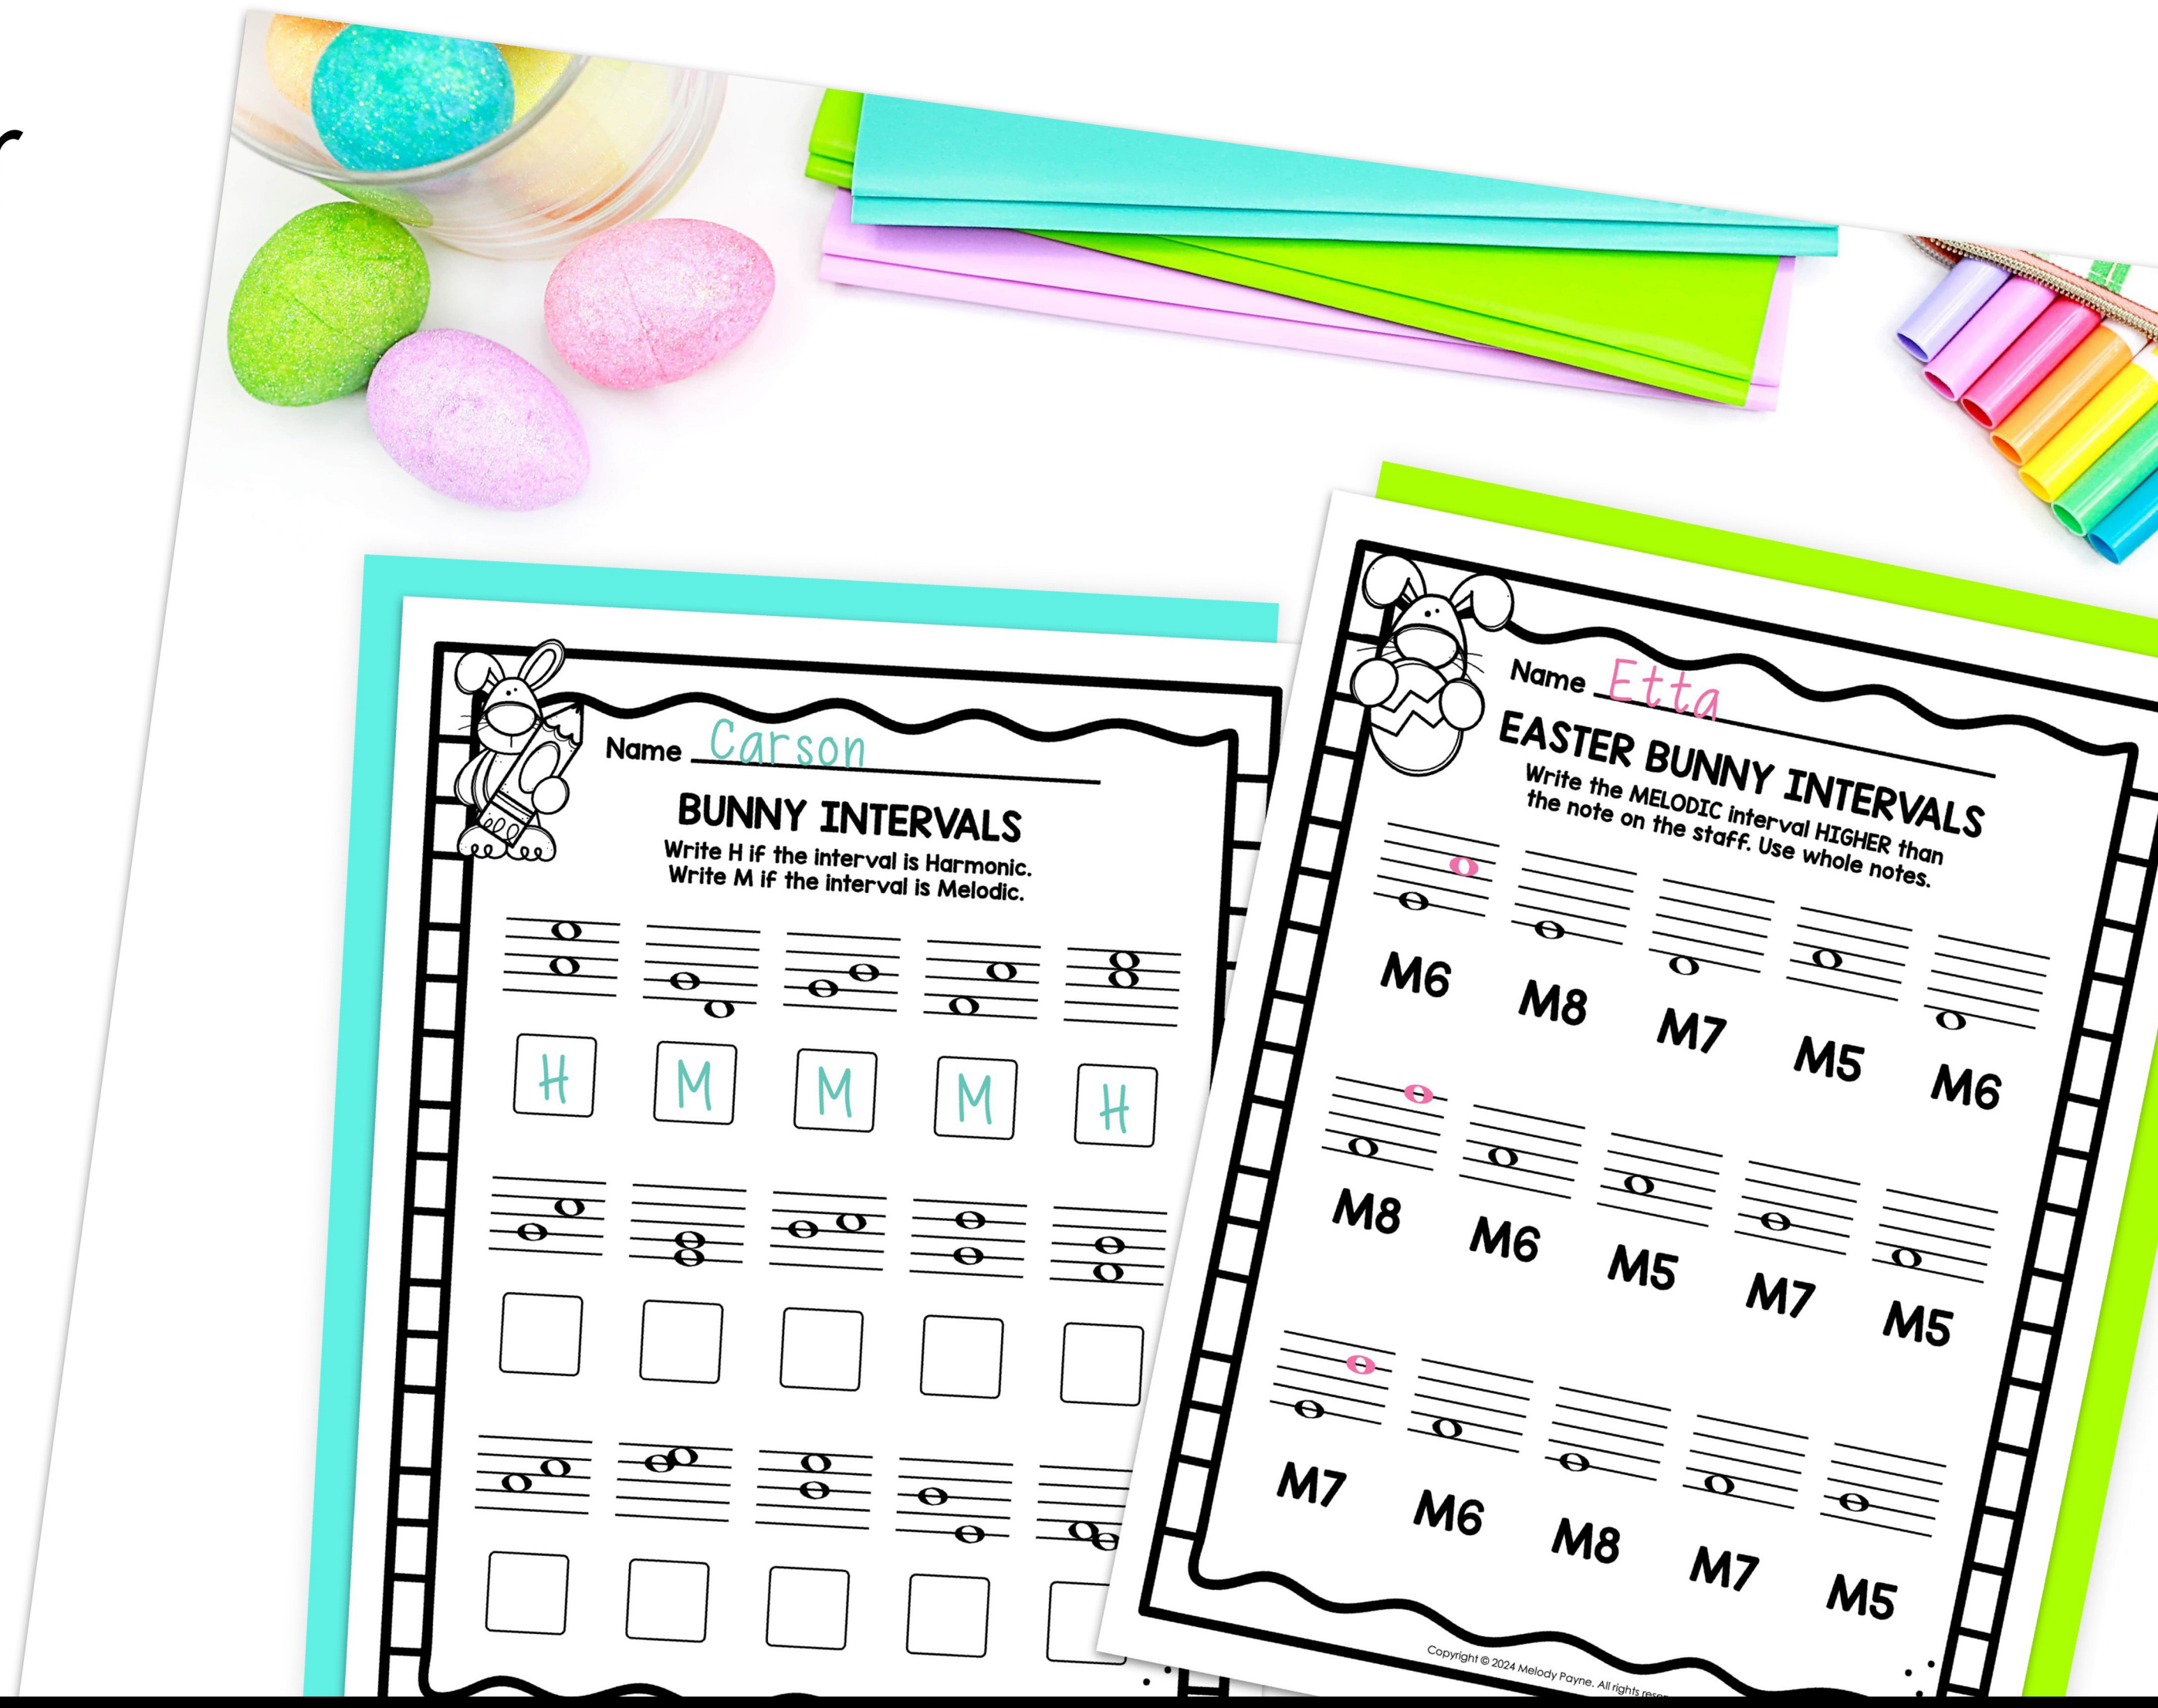 r
Name Carson
BUNNY INTERVALS
Write H if the interval is Harmonic.
Write M if the interval is Melodic.
H M M M H
Name Etta
EASTER BUNNY INTERVALS
Write the MELODIC interval HIGHER than
the note on the staff. Use whole notes.
M6 M8 M7 M5 M6
M8 M6 M5 M7 M5
M7 M6 M8 M7 M5
Copyright © 2024 Melody Payne. All rights